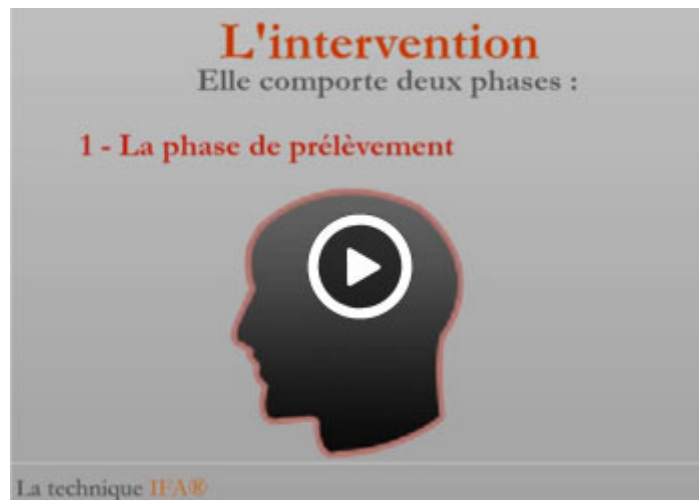 L'intervention
Elle comporte deux phases :
1 - La phase de prélèvement
La technique IFA®